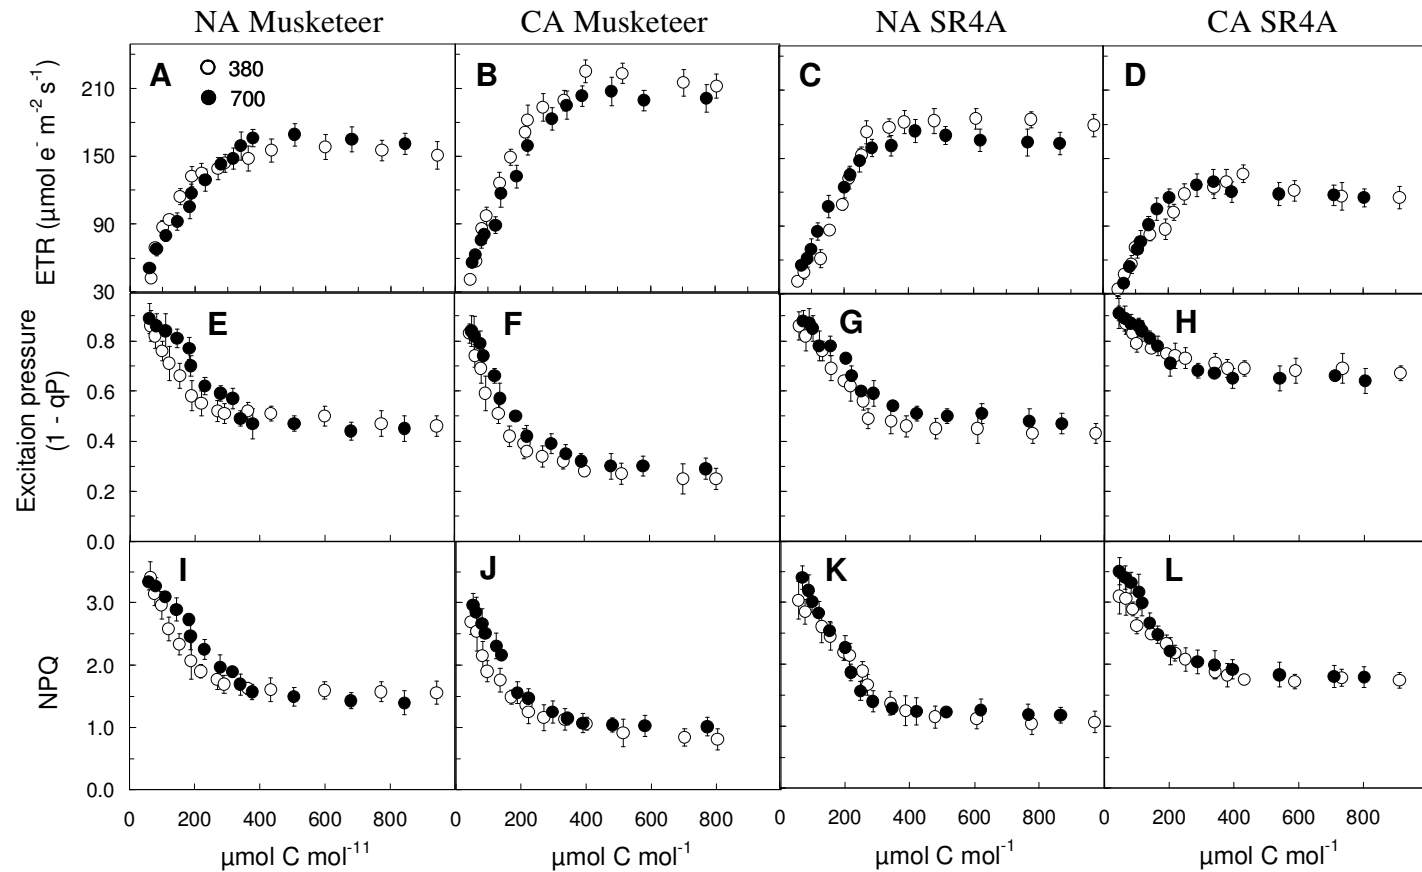 NA Musketeer CA Musketeer NA SR4A CA SR4A
A B C D
380
700
ETR (µmol e⁻ m⁻² s⁻¹)
210
150
90
30
E F G H
Excitaion pressure
(1 - qP)
0.8
0.6
0.4
0.2
0.0
I J K L
NPQ
3.0
2.0
1.0
0.0
200 400 600 800 0 200 400 600 800 0 200 400 600 800 0 200 400 600 800
µmol C mol⁻¹¹ µmol C mol⁻¹ µmol C mol⁻¹ µmol C mol⁻¹